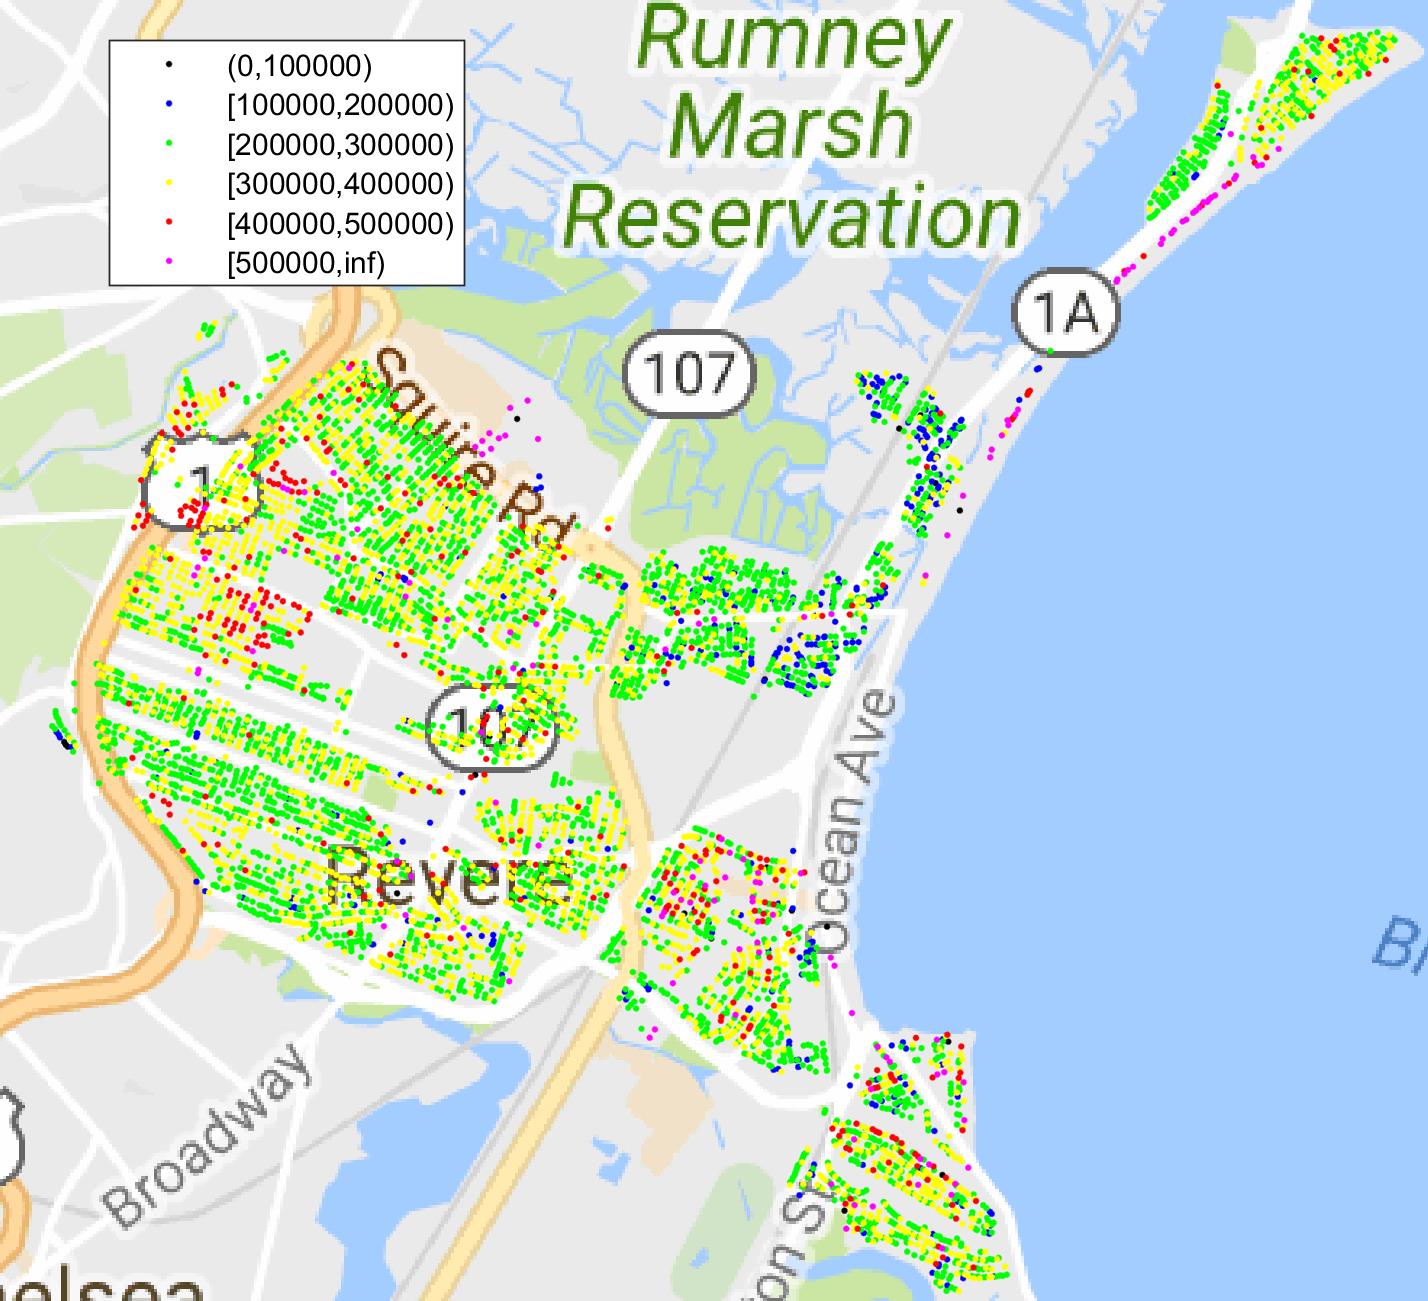 Rumney
Marsh
Reservation
(0,100000)
[100000,200000)
[200000,300000)
[300000,400000)
[400000,500000)
[500000,inf)
1A
107
Squire Rd
1
107
Ocean Ave
Revere
Broadway